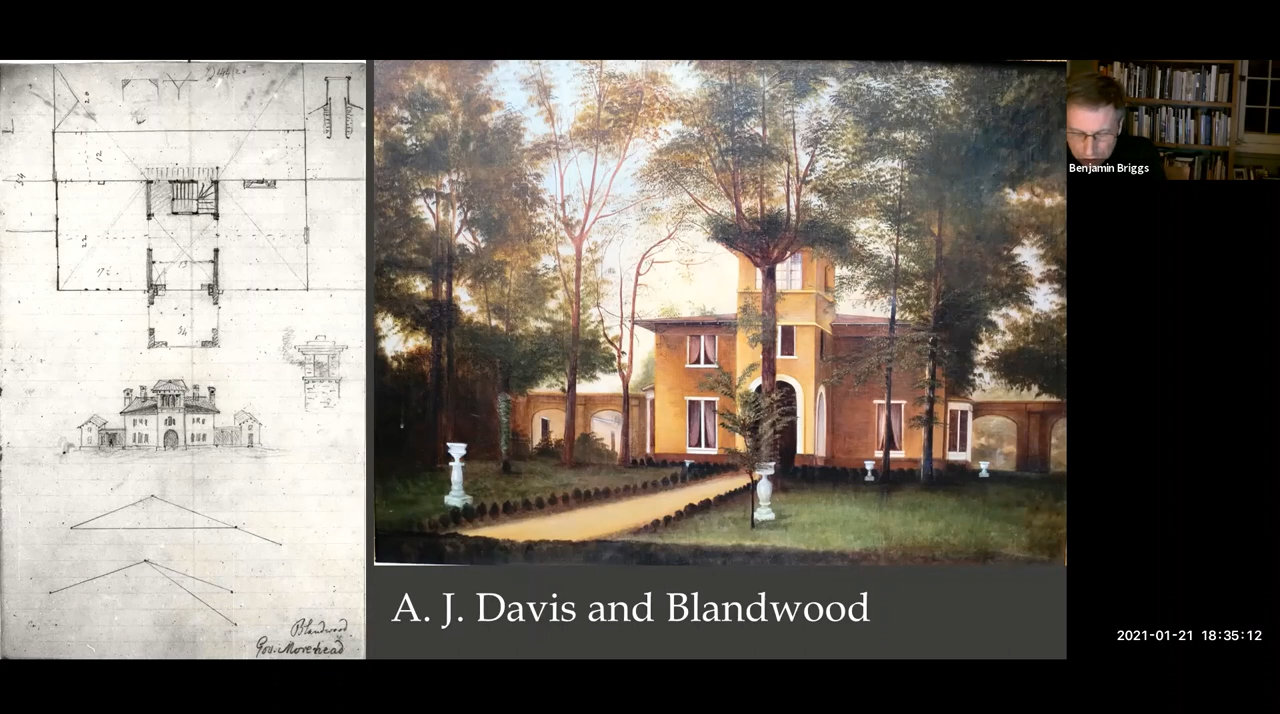 Benjamin Briggs
Blandwood
Gov. Morehead
A. J. Davis and Blandwood
2021-01-21 18:35:12